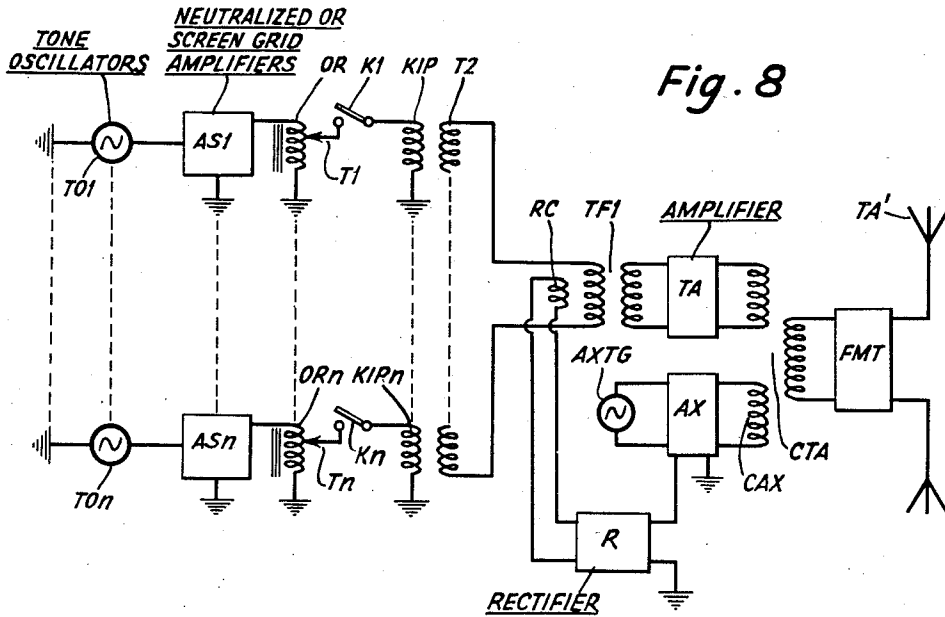 Fig. 8
TONE
OSCILLATORS
NEUTRALIZED OR
SCREEN GRID
AMPLIFIERS
OR
K1
KIP
T2
AS1
TO1
T1
RC
TF1
AMPLIFIER
TA'
TA
FMT
AXTG
AX
CTA
CAX
ORn
KIPn
ASn
Kn
Tn
TOn
R
RECTIFIER